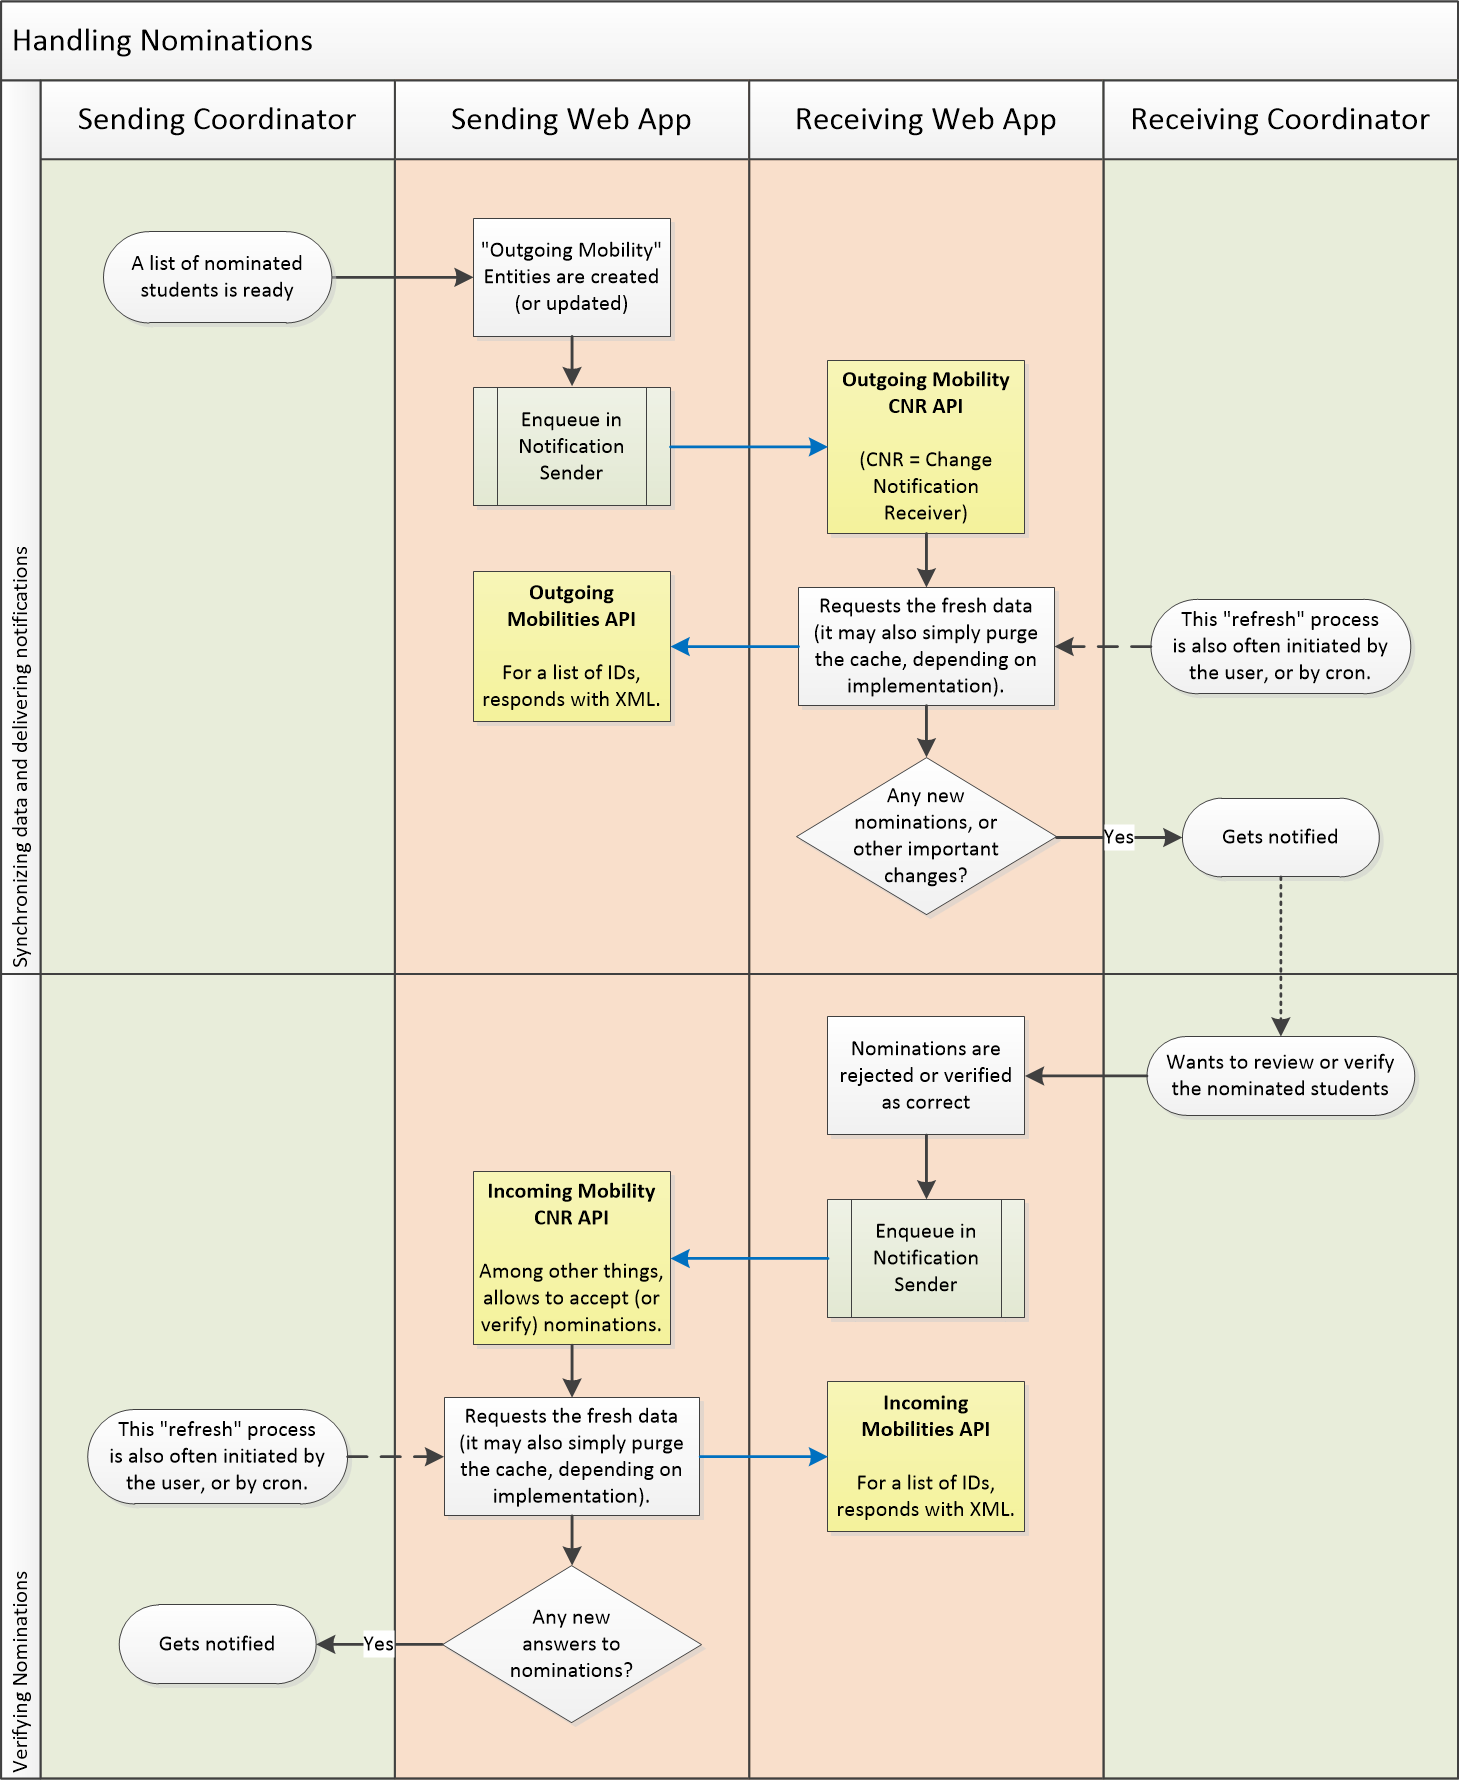 Handling Nominations
Sending Coordinator
Sending Web App
Receiving Web App
Receiving Coordinator
Synchronizing data and delivering notifications
A list of nominated
students is ready
"Outgoing Mobility"
Entities are created
(or updated)
Enqueue in
Notification
Sender
Outgoing Mobility
CNR API
(CNR = Change
Notification
Receiver)
Outgoing
Mobilities API
For a list of IDs,
responds with XML.
Requests the fresh data
(it may also simply purge
the cache, depending on
implementation).
This "refresh" process
is also often initiated by
the user, or by cron.
Any new
nominations, or
other important
changes?
Yes
Gets notified
Verifying Nominations
Nominations are
rejected or verified
as correct
Wants to review or verify
the nominated students
Incoming Mobility
CNR API
Among other things,
allows to accept (or
verify) nominations.
Enqueue in
Notification
Sender
This "refresh" process
is also often initiated by
the user, or by cron.
Requests the fresh data
(it may also simply purge
the cache, depending on
implementation).
Incoming
Mobilities API
For a list of IDs,
responds with XML.
Gets notified
Yes
Any new
answers to
nominations?